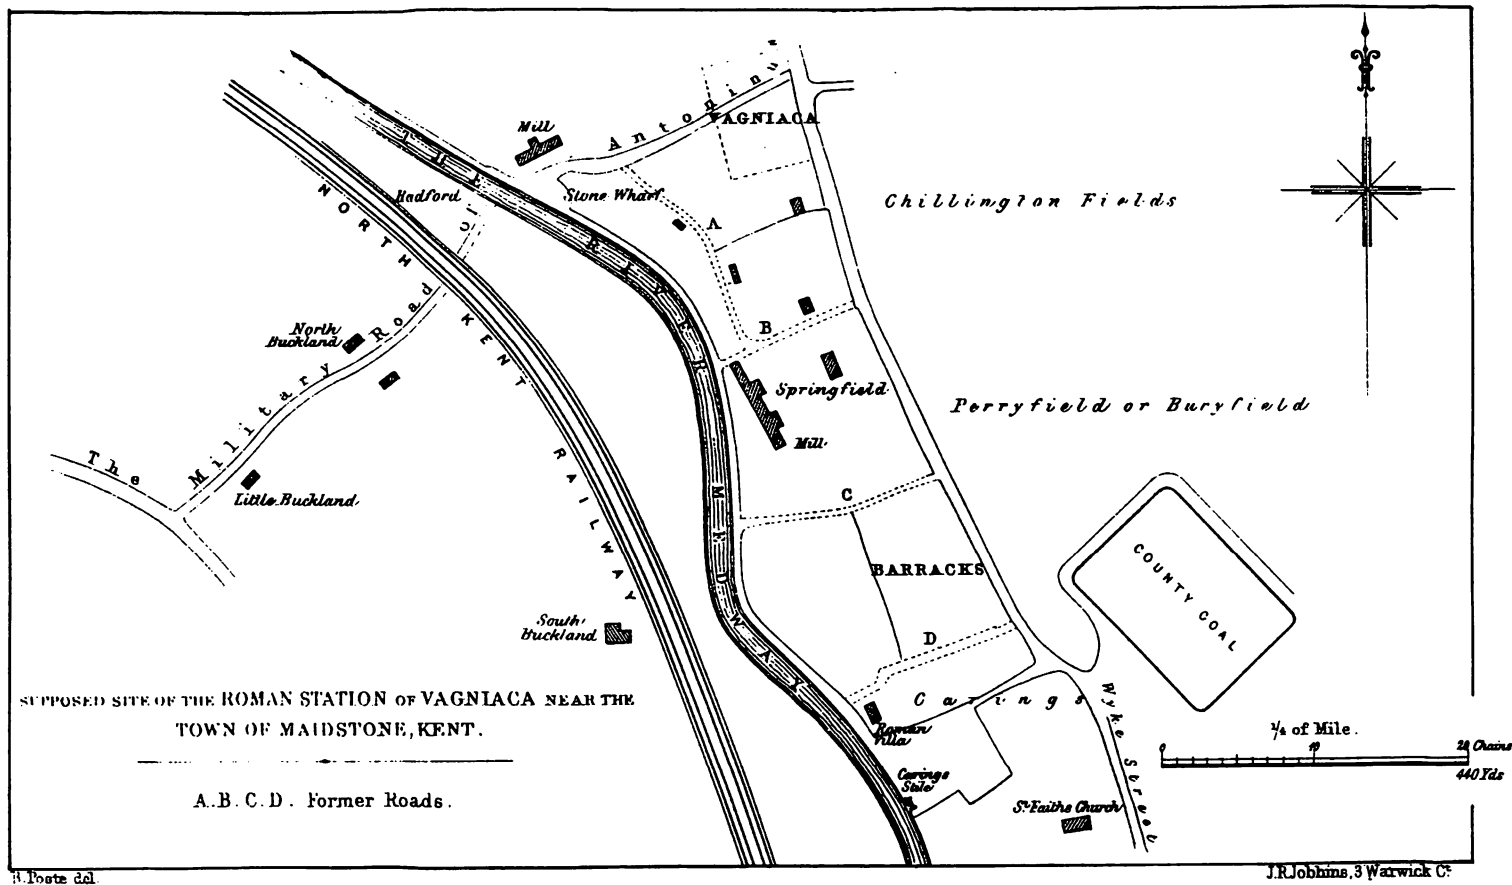 Mill
VAGNIACA
Hadford
Stone Wharf
A
Chillington Fields
THE RIVER MEDWAY
NORTH KENT RAILWAY
North
Buckland
B
Springfield
Perryfield or Buryfield
Mill
The Military Road of Antoninus
Little Buckland
C
BARRACKS
COUNTY COAL
South
Buckland
D
Carings
Wyke Street
Roman
Villa
Carings
Stile
St. Faiths Church
SUPPOSED SITE OF THE ROMAN STATION OF VAGNIACA NEAR THE
TOWN OF MAIDSTONE, KENT.
A. B. C. D. Former Roads.
¼ of Mile.
0 10 20 Chains
440 Yds
B. Poste del.
J.R. Jobbins, 3 Warwick Ct.